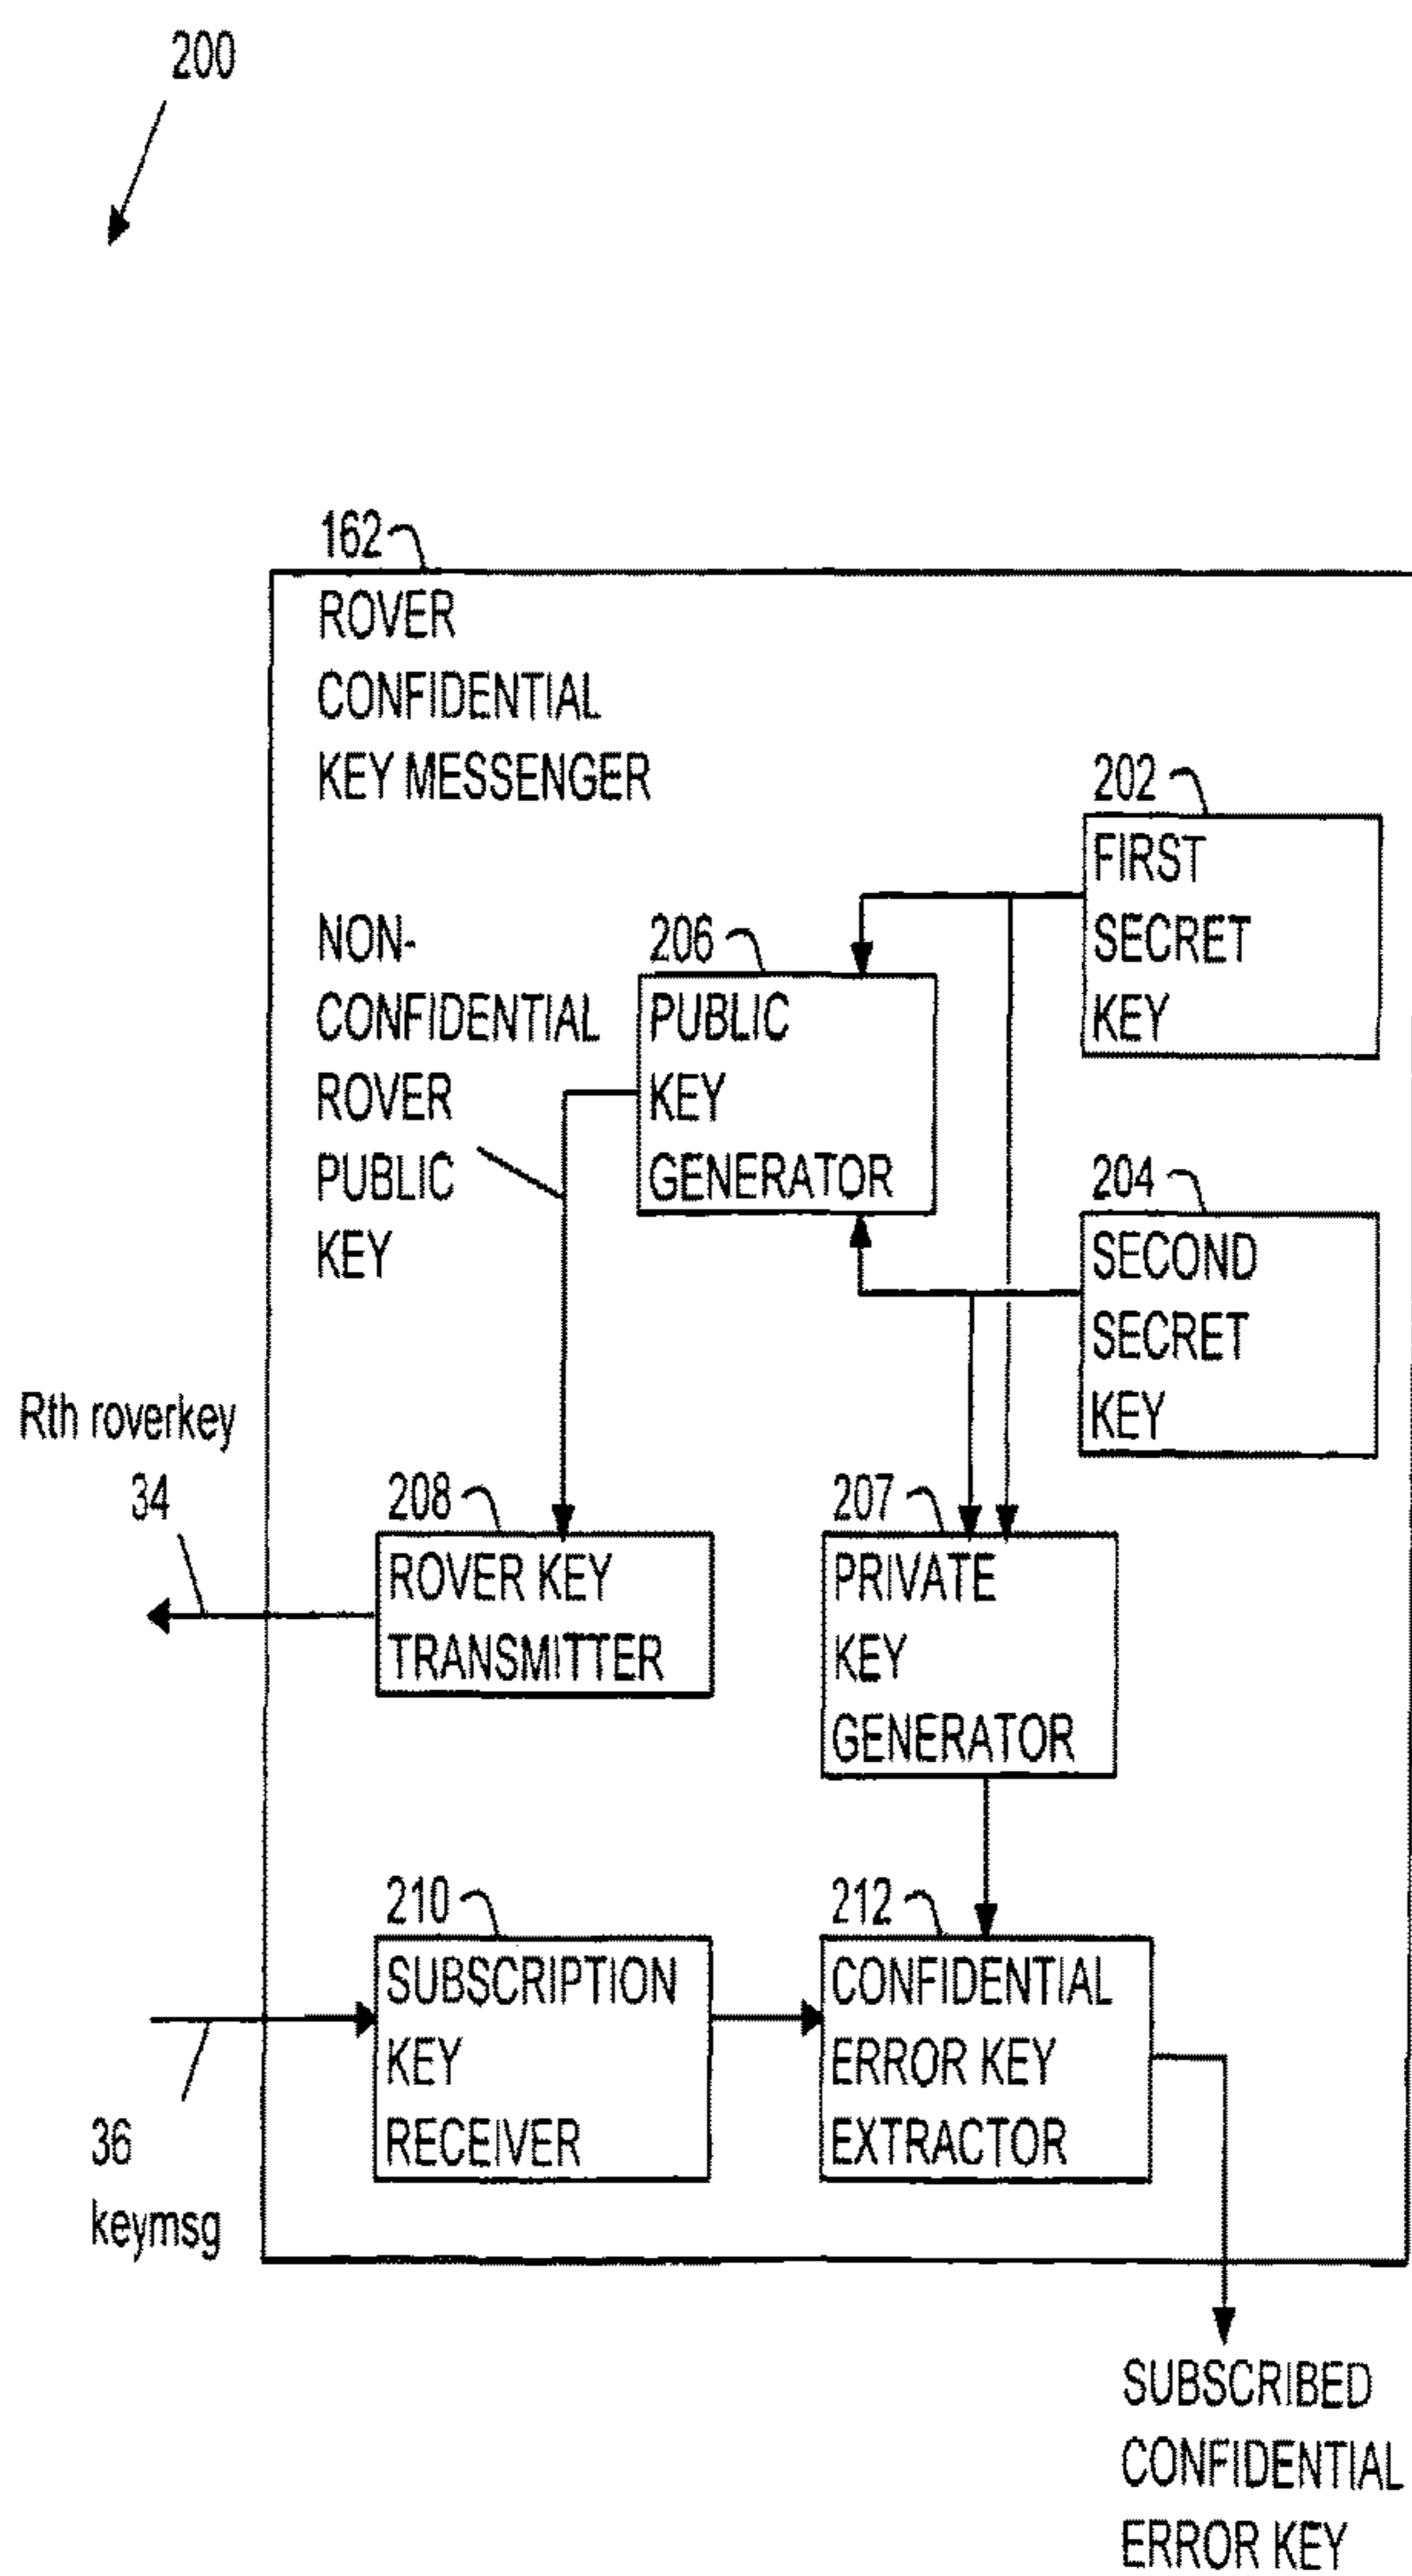 200
162
ROVER
CONFIDENTIAL
KEY MESSENGER
202
FIRST
SECRET
KEY
NON-
CONFIDENTIAL
ROVER
PUBLIC
KEY
206
PUBLIC
KEY
GENERATOR
204
SECOND
SECRET
KEY
Rth roverkey
34
208
ROVER KEY
TRANSMITTER
207
PRIVATE
KEY
GENERATOR
210
SUBSCRIPTION
KEY
RECEIVER
212
CONFIDENTIAL
ERROR KEY
EXTRACTOR
36
keymsg
SUBSCRIBED
CONFIDENTIAL
ERROR KEY